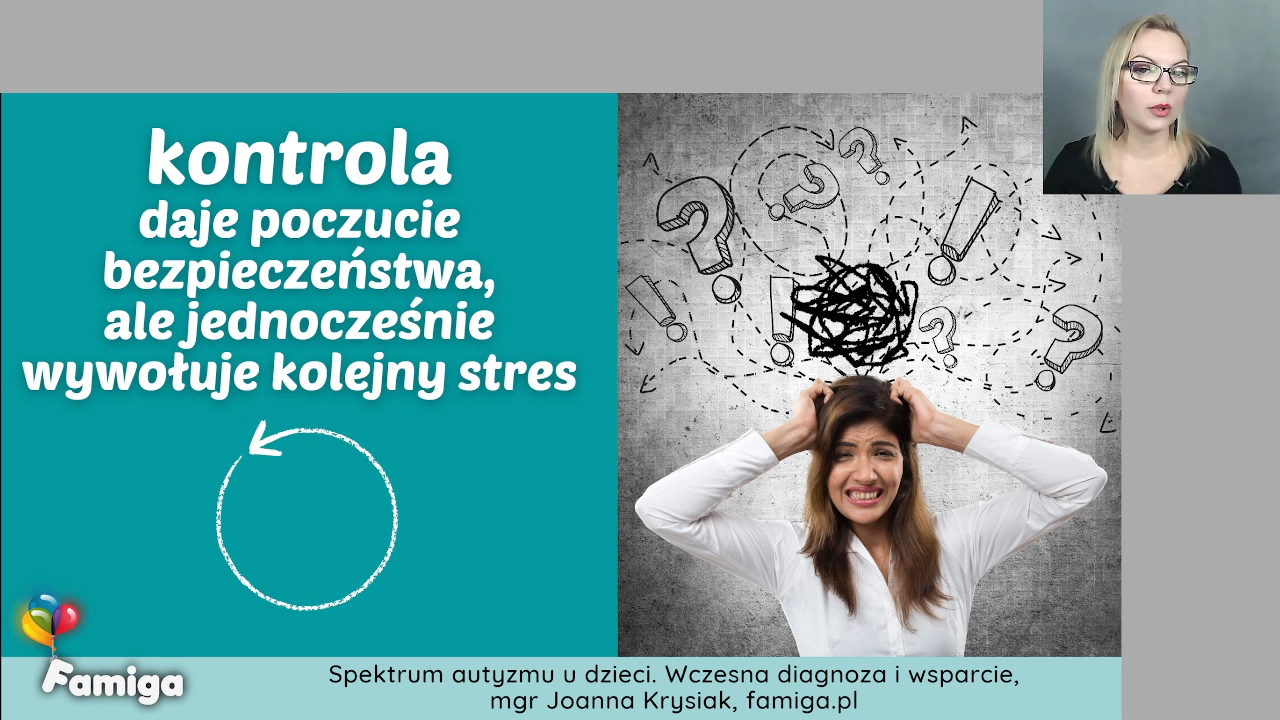 kontrola
daje poczucie
bezpieczeństwa,
ale jednocześnie
wywołuje kolejny stres
Famiga
Spektrum autyzmu u dzieci. Wczesna diagnoza i wsparcie,
mgr Joanna Krysiak, famiga.pl